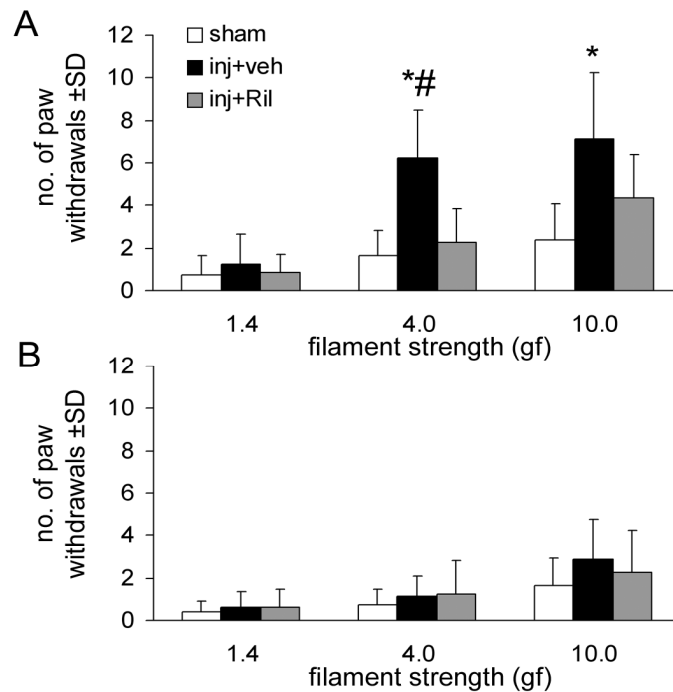 A
12
10
8
6
4
2
0
no. of paw
withdrawals ±SD
sham
inj+veh
inj+Ril
*#
*
1.4 4.0 10.0
filament strength (gf)
B
12
10
8
6
4
2
0
no. of paw
withdrawals ±SD
1.4 4.0 10.0
filament strength (gf)